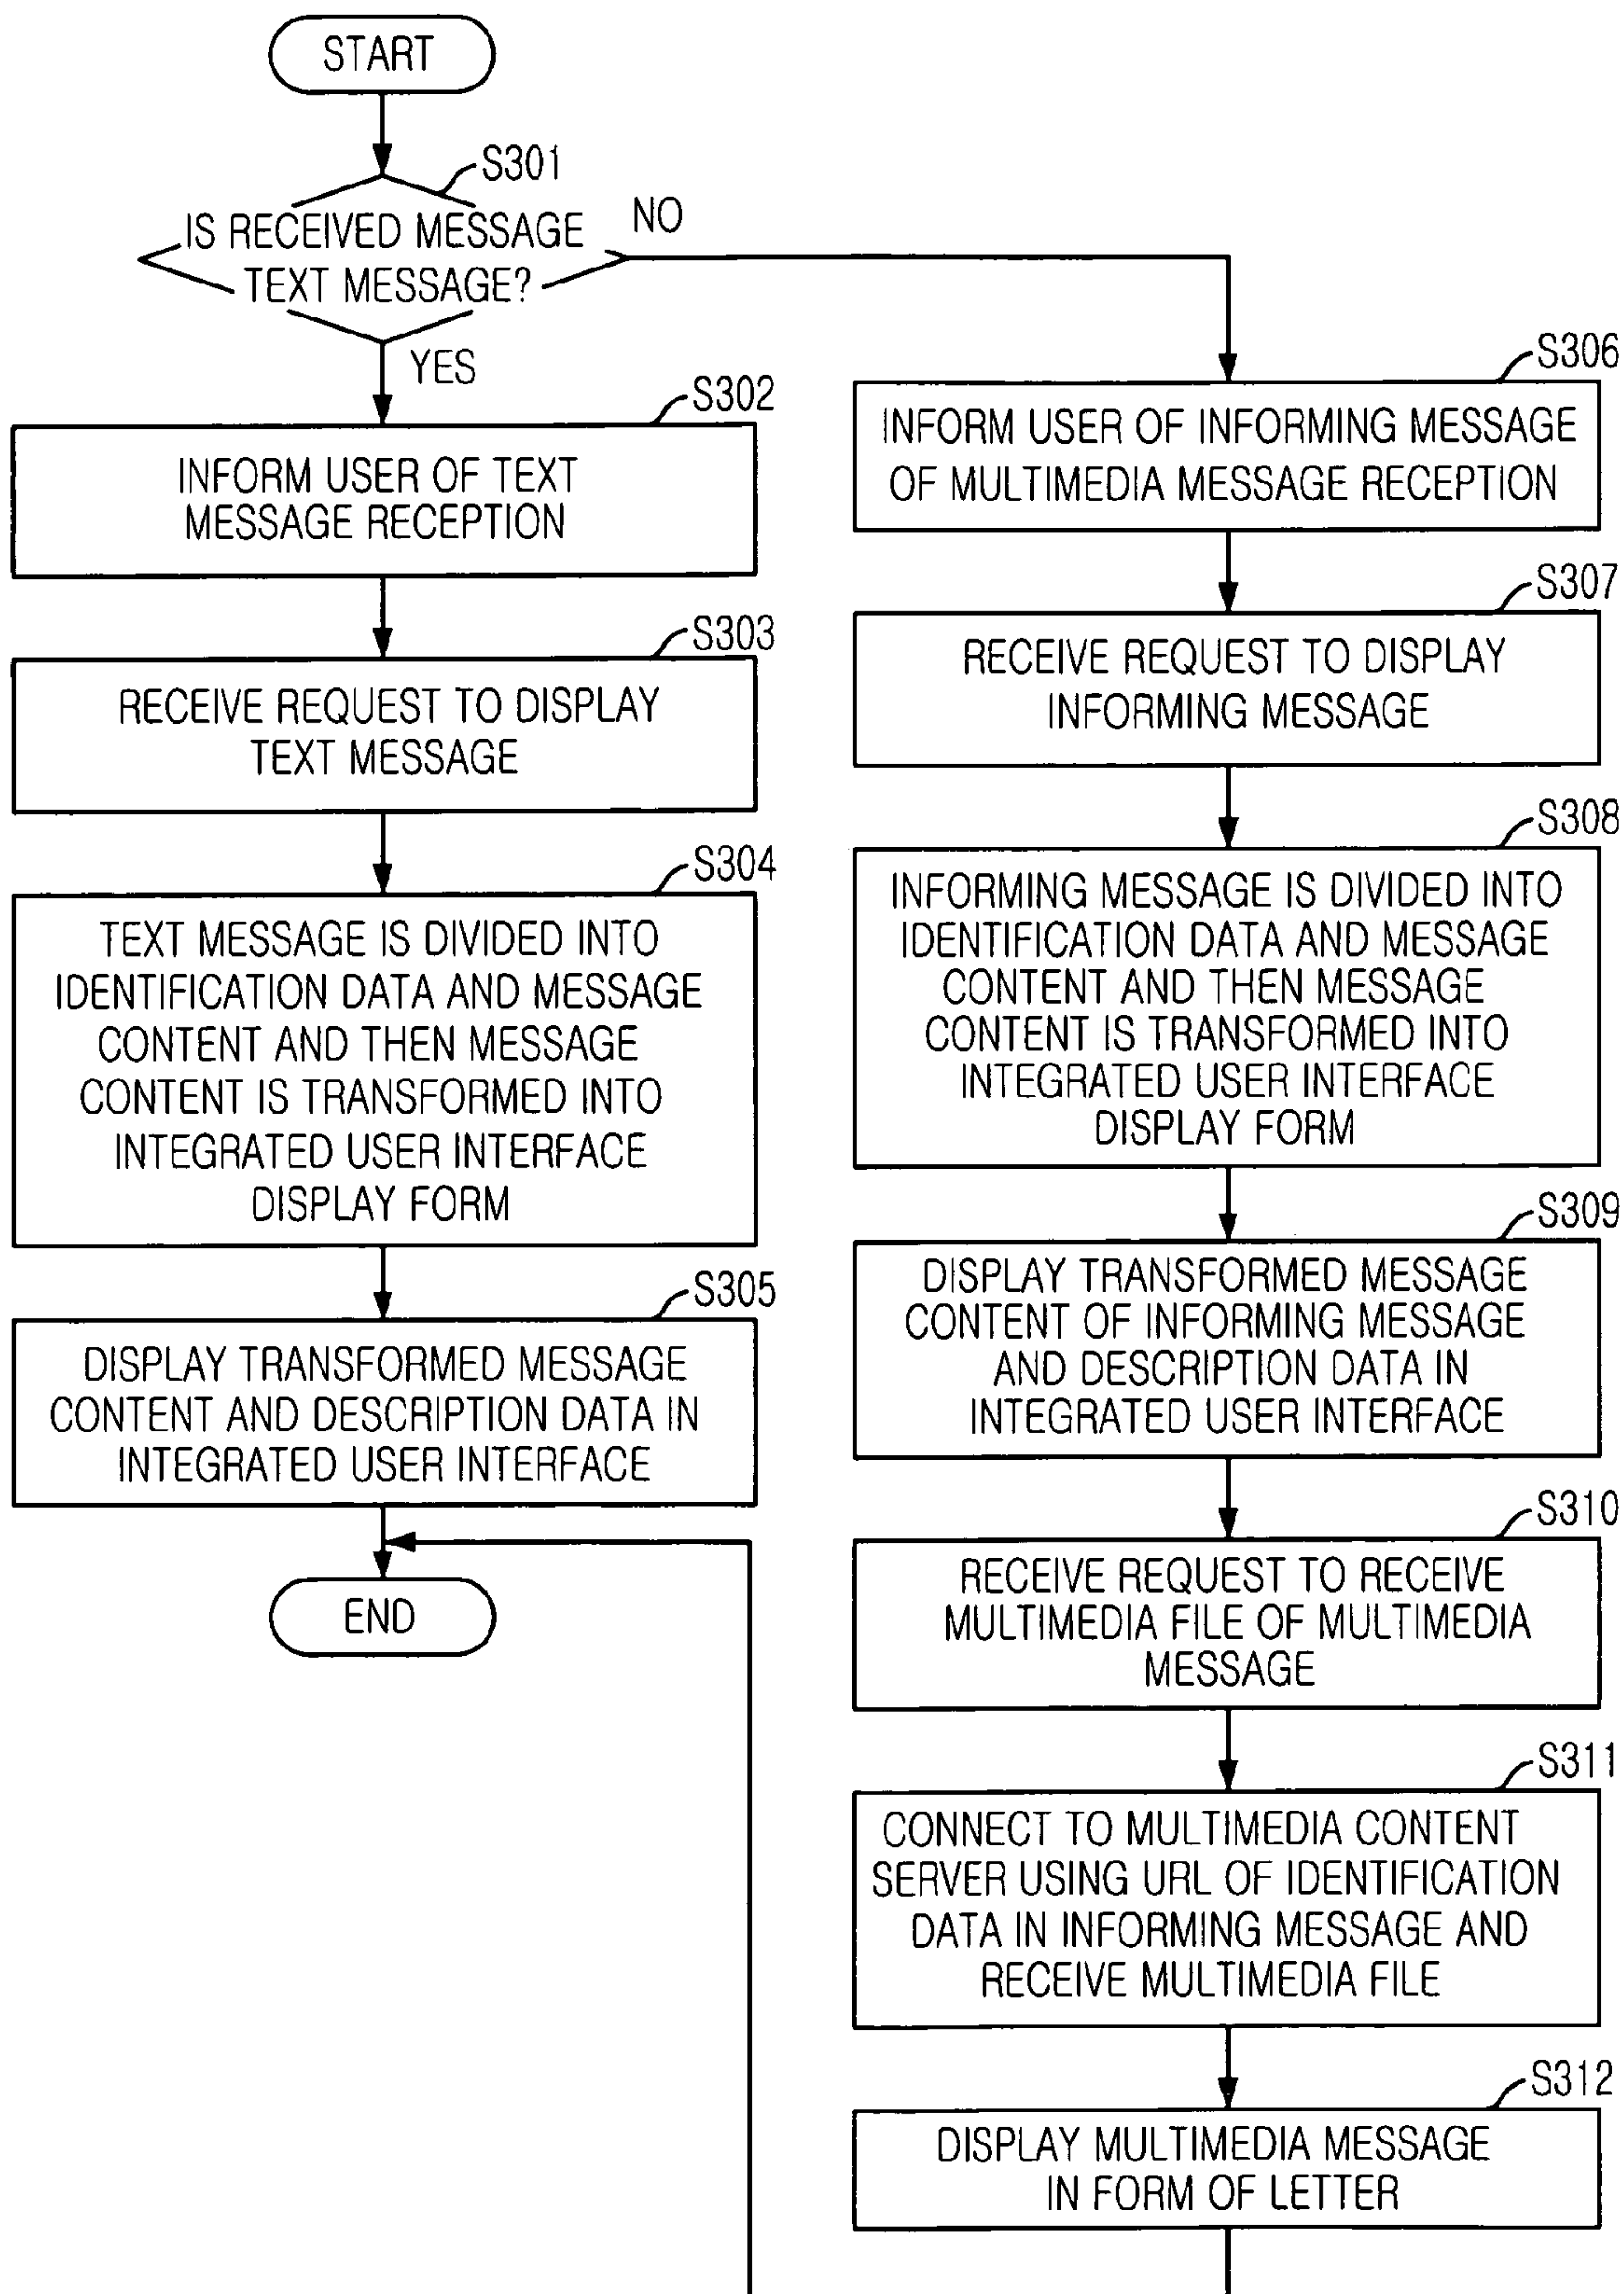 START
S301
IS RECEIVED MESSAGE
TEXT MESSAGE?
NO
YES
S302
INFORM USER OF TEXT
MESSAGE RECEPTION
S303
RECEIVE REQUEST TO DISPLAY
TEXT MESSAGE
S304
TEXT MESSAGE IS DIVIDED INTO
IDENTIFICATION DATA AND MESSAGE
CONTENT AND THEN MESSAGE
CONTENT IS TRANSFORMED INTO
INTEGRATED USER INTERFACE
DISPLAY FORM
S305
DISPLAY TRANSFORMED MESSAGE
CONTENT AND DESCRIPTION DATA IN
INTEGRATED USER INTERFACE
END
S306
INFORM USER OF INFORMING MESSAGE
OF MULTIMEDIA MESSAGE RECEPTION
S307
RECEIVE REQUEST TO DISPLAY
INFORMING MESSAGE
S308
INFORMING MESSAGE IS DIVIDED INTO
IDENTIFICATION DATA AND MESSAGE
CONTENT AND THEN MESSAGE
CONTENT IS TRANSFORMED INTO
INTEGRATED USER INTERFACE
DISPLAY FORM
S309
DISPLAY TRANSFORMED MESSAGE
CONTENT OF INFORMING MESSAGE
AND DESCRIPTION DATA IN
INTEGRATED USER INTERFACE
S310
RECEIVE REQUEST TO RECEIVE
MULTIMEDIA FILE OF MULTIMEDIA
MESSAGE
S311
CONNECT TO MULTIMEDIA CONTENT
SERVER USING URL OF IDENTIFICATION
DATA IN INFORMING MESSAGE AND
RECEIVE MULTIMEDIA FILE
S312
DISPLAY MULTIMEDIA MESSAGE
IN FORM OF LETTER